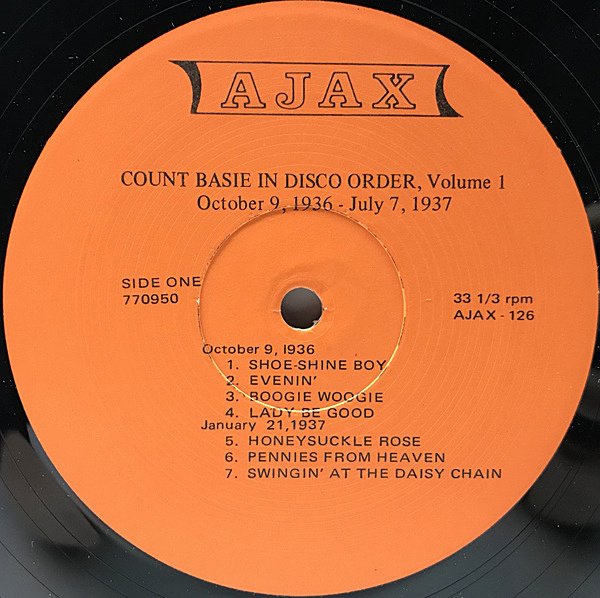 AJAX
COUNT BASIE IN DISCO ORDER, Volume 1
October 9, 1936 - July 7, 1937
SIDE ONE
770950
33 1/3 rpm
AJAX - 126
October 9, 1936
1. SHOE-SHINE BOY
2. EVENIN'
3. BOOGIE WOOGIE
4. LADY BE GOOD
January 21,1937
5. HONEYSUCKLE ROSE
6. PENNIES FROM HEAVEN
7. SWINGIN' AT THE DAISY CHAIN